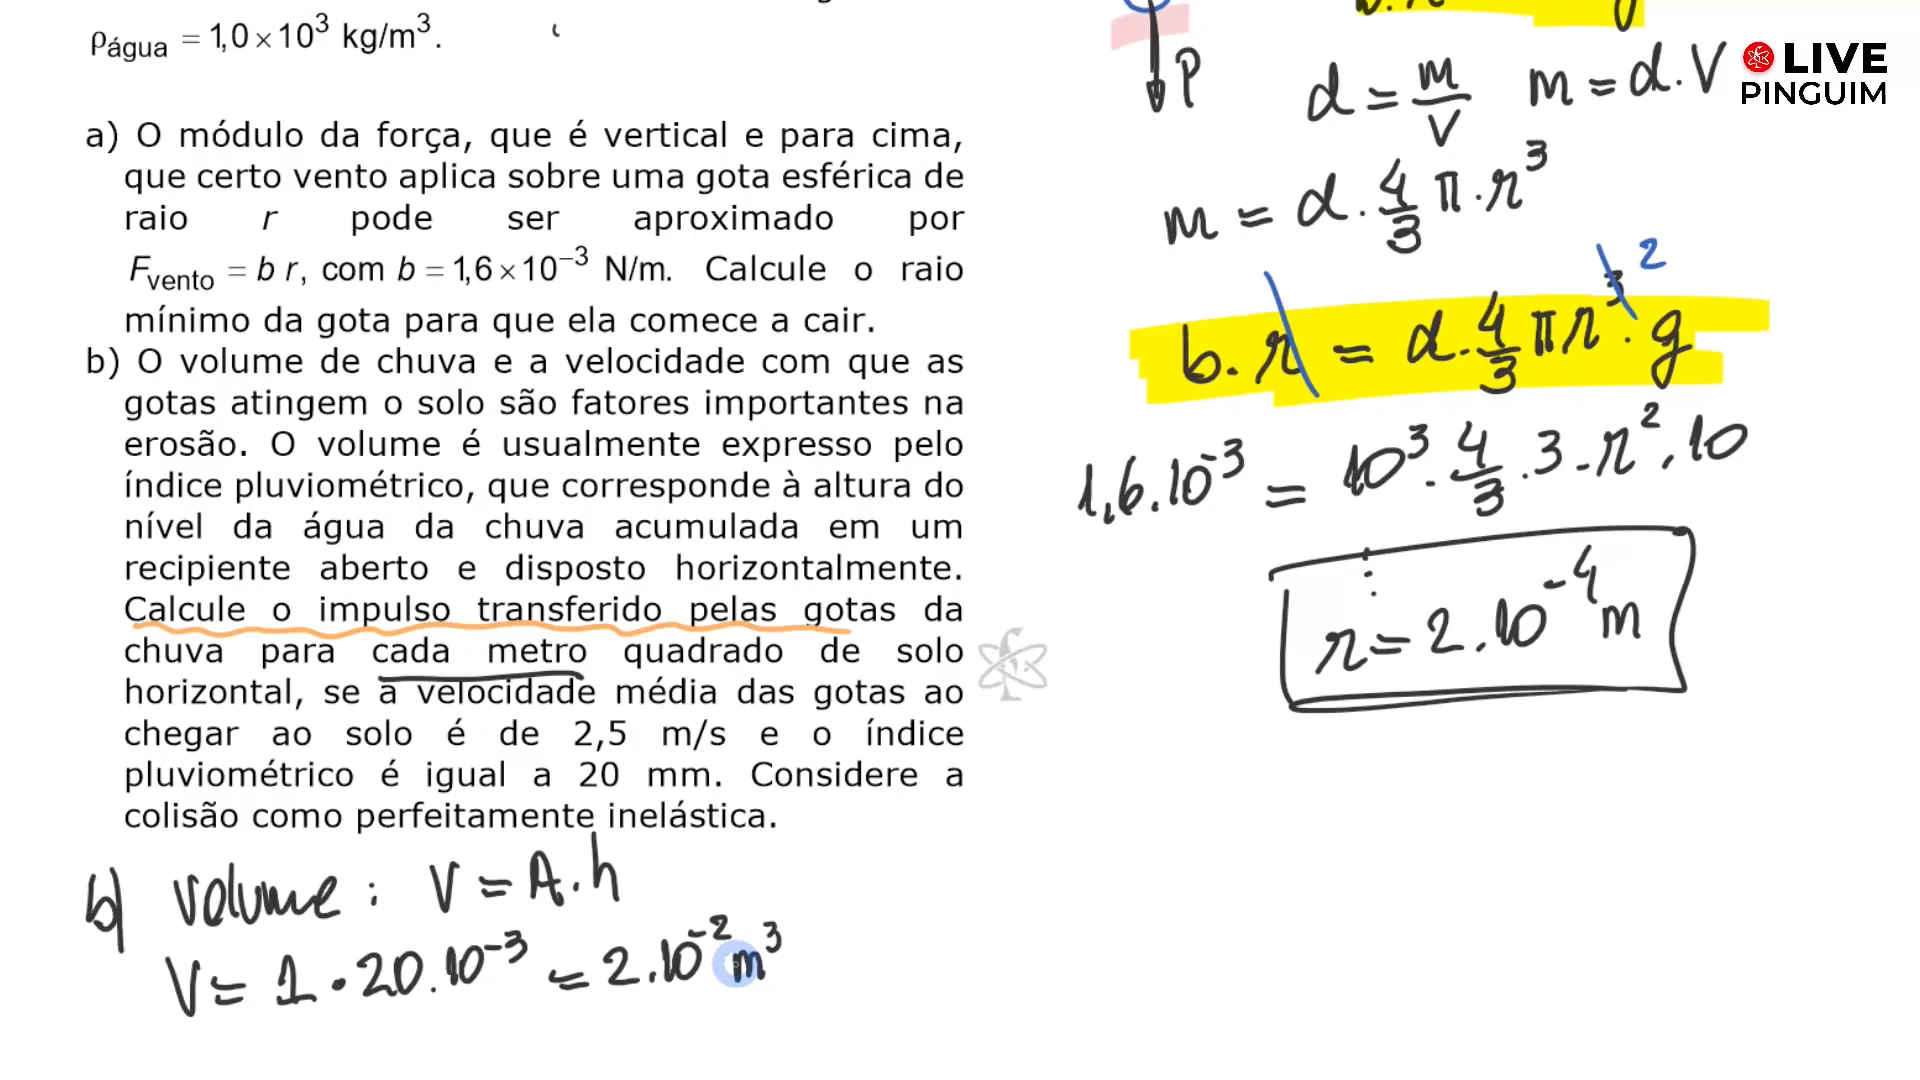 ρágua = 1,0×10³ kg/m³.
a) O módulo da força, que é vertical e para cima,
que certo vento aplica sobre uma gota esférica de
raio r pode ser aproximado por
Fvento = b r, com b = 1,6×10⁻³ N/m. Calcule o raio
mínimo da gota para que ela comece a cair.
b) O volume de chuva e a velocidade com que as
gotas atingem o solo são fatores importantes na
erosão. O volume é usualmente expresso pelo
índice pluviométrico, que corresponde à altura do
nível da água da chuva acumulada em um
recipiente aberto e disposto horizontalmente.
Calcule o impulso transferido pelas gotas da
chuva para cada metro quadrado de solo
horizontal, se a velocidade média das gotas ao
chegar ao solo é de 2,5 m/s e o índice
pluviométrico é igual a 20 mm. Considere a
colisão como perfeitamente inelástica.
b) volume: V = A.h
V = 1 . 20.10⁻³ = 2.10⁻² m³
P
d = m/V m = d.V
m = d. 4/3 π.r³
b.r = d. 4/3 πr³ ². g
1,6.10⁻³ = 10³. 4/3 .3.r².10
r = 2.10⁻⁴ m
LIVE
PINGUIM